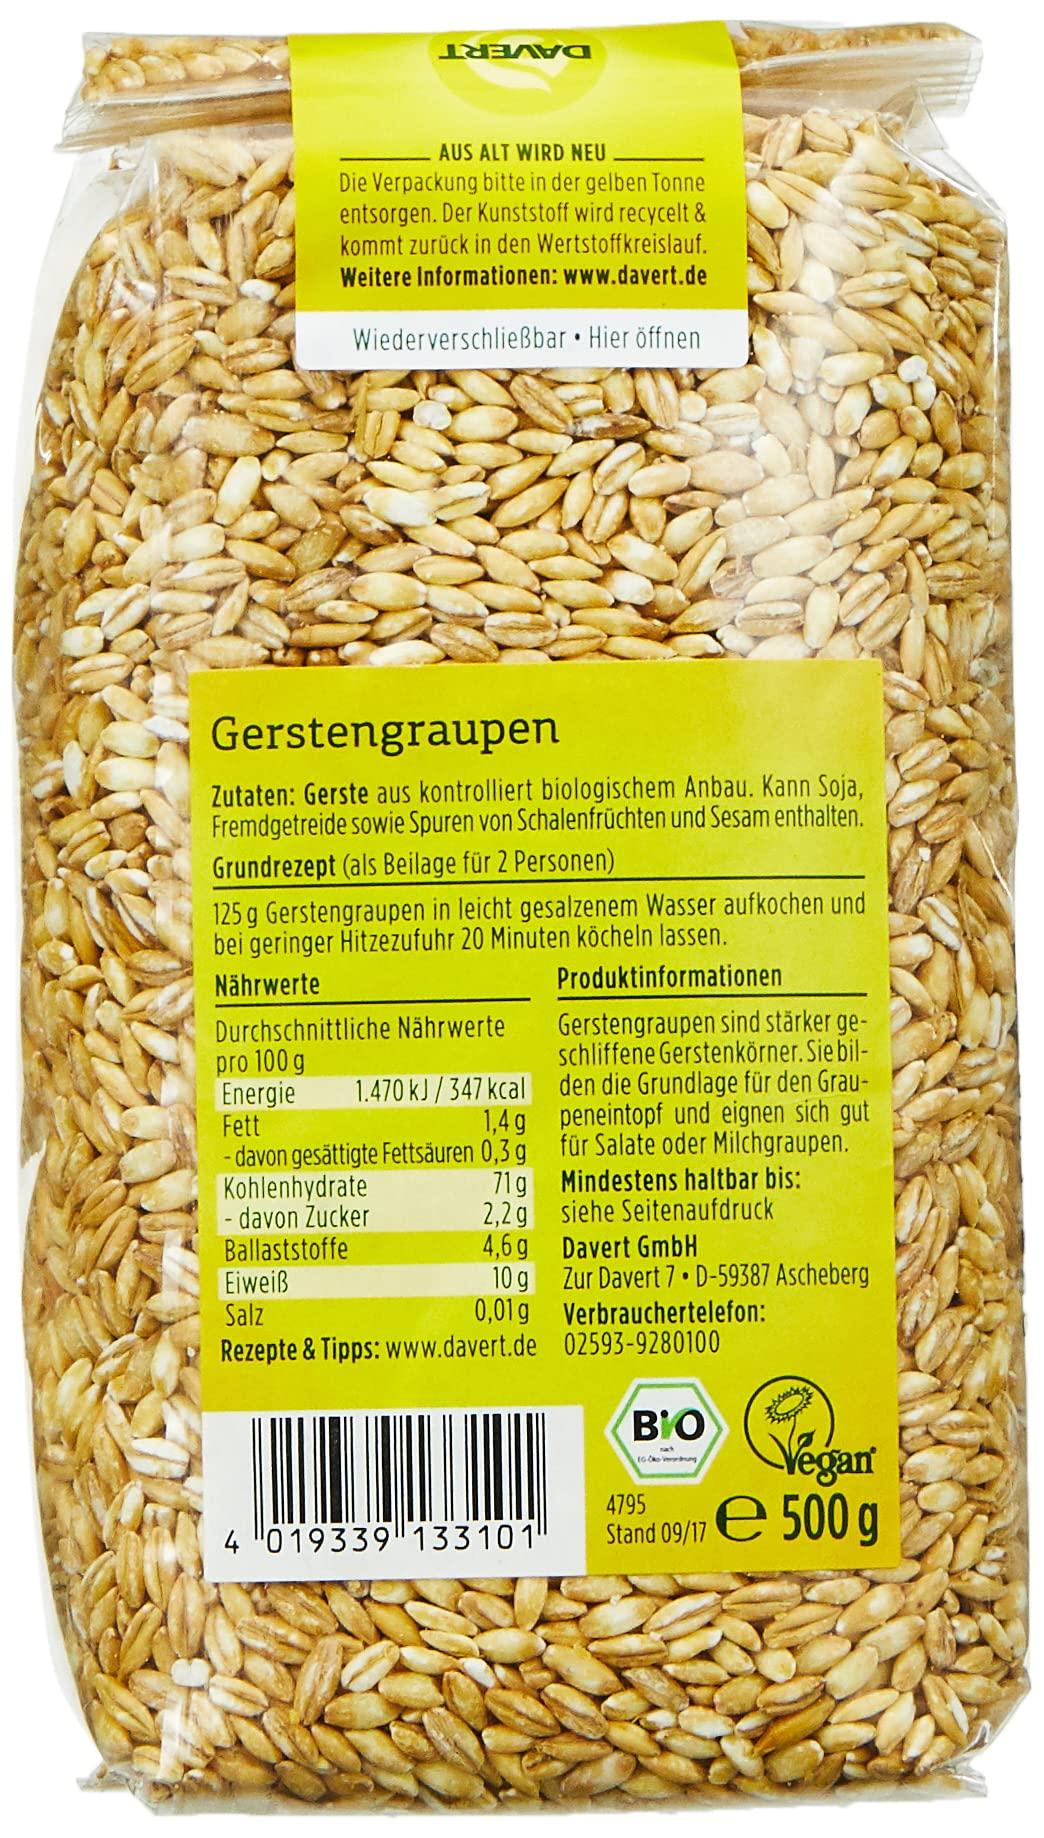 DAVERT
AUS ALT WIRD NEU
Die Verpackung bitte in der gelben Tonne
entsorgen. Der Kunststoff wird recycelt &
kommt zurück in den Wertstoffkreislauf.
Weitere Informationen: www.davert.de
Wiederverschließbar • Hier öffnen
Gerstengraupen
Zutaten: Gerste aus kontrolliert biologischem Anbau. Kann Soja,
Fremdgetreide sowie Spuren von Schalenfrüchten und Sesam enthalten.
Grundrezept (als Beilage für 2 Personen)
125 g Gerstengraupen in leicht gesalzenem Wasser aufkochen und
bei geringer Hitzezufuhr 20 Minuten köcheln lassen.
Nährwerte
Durchschnittliche Nährwerte
pro 100 g
Energie 1.470 kJ / 347 kcal
Fett 1,4 g
- davon gesättigte Fettsäuren 0,3 g
Kohlenhydrate 71 g
- davon Zucker 2,2 g
Ballaststoffe 4,6 g
Eiweiß 10 g
Salz 0,01 g
Rezepte & Tipps: www.davert.de
Produktinformationen
Gerstengraupen sind stärker ge-
schliffene Gerstenkörner. Sie bil-
den die Grundlage für den Grau-
peneintopf und eignen sich gut
für Salate oder Milchgraupen.
Mindestens haltbar bis:
siehe Seitenaufdruck
Davert GmbH
Zur Davert 7 • D-59387 Ascheberg
Verbrauchertelefon:
02593-9280100
4 019339 133101
Bio
nach
EG-Öko-Verordnung
Vegan
4795
Stand 09/17
e 500 g